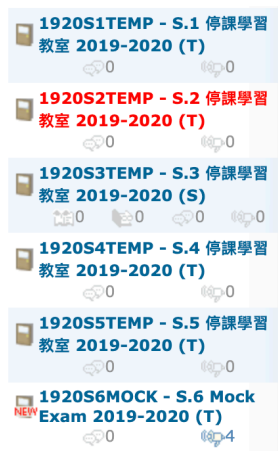 1920S1TEMP - S.1 停課學習
教室 2019-2020 (T)
0 0
1920S2TEMP - S.2 停課學習
教室 2019-2020 (T)
0 0
1920S3TEMP - S.3 停課學習
教室 2019-2020 (S)
0 0 0 0
1920S4TEMP - S.4 停課學習
教室 2019-2020 (T)
0 0
1920S5TEMP - S.5 停課學習
教室 2019-2020 (T)
0 0
1920S6MOCK - S.6 Mock
NEW Exam 2019-2020 (T)
0 4